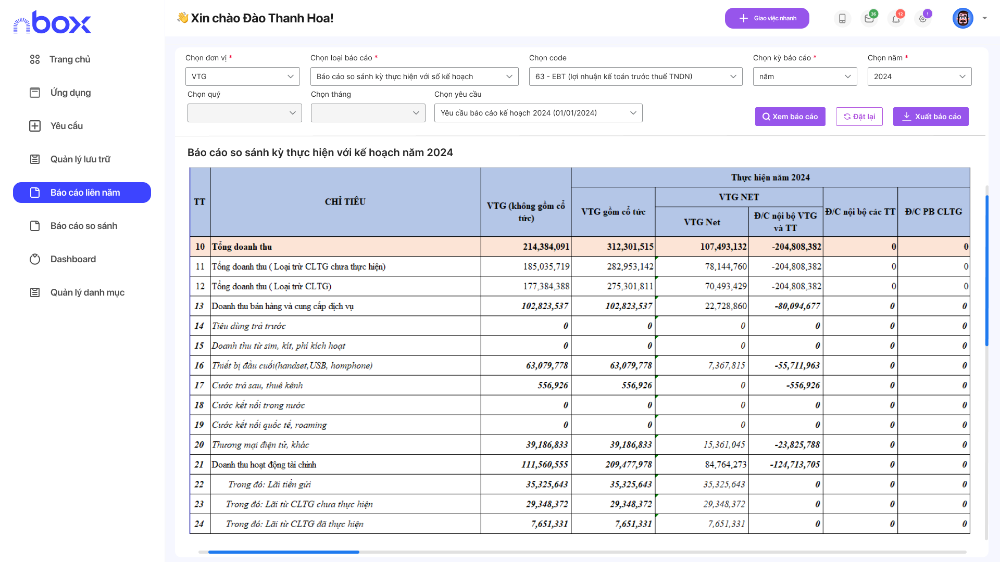 nbox
👋 Xin chào Đào Thanh Hoa!
Giao việc nhanh
36
12
!
Trang chủ
Ứng dụng
Yêu cầu
Quản lý lưu trữ
Báo cáo liên năm
Báo cáo so sánh
Dashboard
Quản lý danh mục
Chọn đơn vị * Chọn loại báo cáo * Chọn code Chọn kỳ báo cáo * Chọn năm *
VTG Báo cáo so sánh kỳ thực hiện với số kế hoạch 63 - EBT (lợi nhuận kế toán trước thuế TNDN) năm 2024
Chọn quý Chọn tháng Chọn yêu cầu
Yêu cầu báo cáo kế hoạch 2024 (01/01/2024)
Xem báo cáo Đặt lại Xuất báo cáo
Báo cáo so sánh kỳ thực hiện với kế hoạch năm 2024
TT
CHỈ TIÊU
VTG (không gồm cổ
tức)
Thực hiện năm 2024
VTG gồm cổ tức
VTG NET
VTG Net
Đ/C nội bộ VTG
và TT
Đ/C nội bộ các TT
Đ/C PB CLTG
10 Tổng doanh thu 214,384,091 312,301,515 107,493,132 -204,808,382 0 0
11 Tổng doanh thu ( Loại trừ CLTG chưa thực hiện) 185,035,719 282,953,142 78,144,760 -204,808,382 0 0
12 Tổng doanh thu ( Loại trừ CLTG) 177,384,388 275,301,811 70,493,429 -204,808,382 0 0
13 Doanh thu bán hàng và cung cấp dịch vụ 102,823,537 102,823,537 22,728,860 -80,094,677 0 0
14 Tiêu dùng trả trước 0 0 0 0 0 0
15 Doanh thu từ sim, kít, phí kích hoạt 0 0 0 0 0 0
16 Thiết bị đầu cuối(handset,USB, homphone) 63,079,778 63,079,778 7,367,815 -55,711,963 0 0
17 Cước trả sau, thuê kênh 556,926 556,926 0 -556,926 0 0
18 Cước kết nối trong nước 0 0 0 0 0 0
19 Cước kết nối quốc tế, roaming 0 0 0 0 0 0
20 Thương mại điện tử, khác 39,186,833 39,186,833 15,361,045 -23,825,788 0 0
21 Doanh thu hoạt động tài chính 111,560,555 209,477,978 84,764,273 -124,713,705 0 0
22 Trong đó: Lãi tiền gửi 35,325,643 35,325,643 35,325,643 0 0 0
23 Trong đó: Lãi từ CLTG chưa thực hiện 29,348,372 29,348,372 29,348,372 0 0 0
24 Trong đó: Lãi từ CLTG đã thực hiện 7,651,331 7,651,331 7,651,331 0 0 0